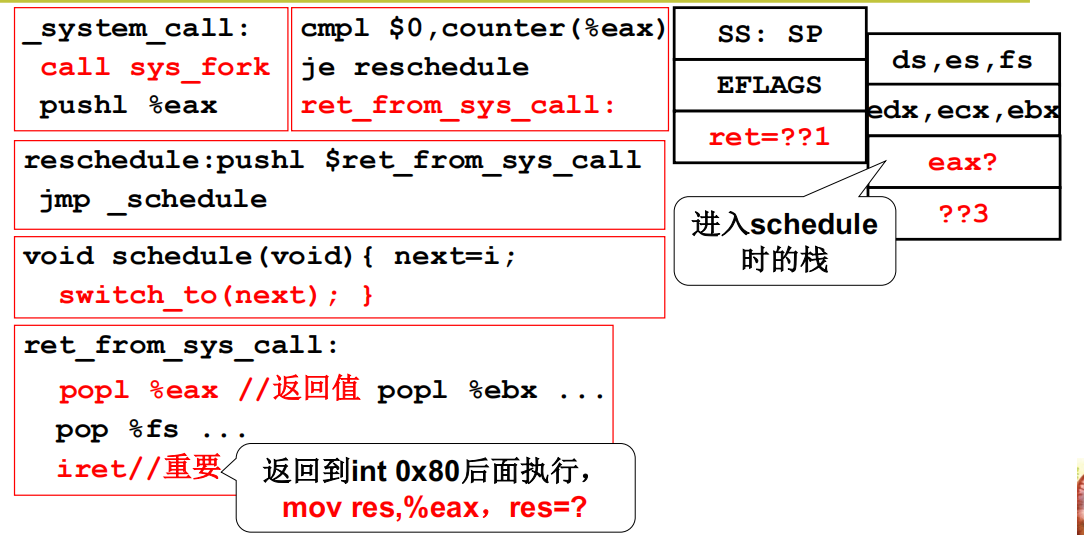 _system_call:
call sys_fork
pushl %eax
cmpl $0,counter(%eax)
je reschedule
ret_from_sys_call:
reschedule:pushl $ret_from_sys_call
jmp _schedule
void schedule(void){ next=i;
switch_to(next); }
ret_from_sys_call:
popl %eax //返回值 popl %ebx ...
pop %fs ...
iret//重要
返回到int 0x80后面执行，
mov res,%eax，res=?
SS: SP
EFLAGS
ret=??1
ds,es,fs
edx,ecx,ebx
eax?
??3
进入schedule
时的栈